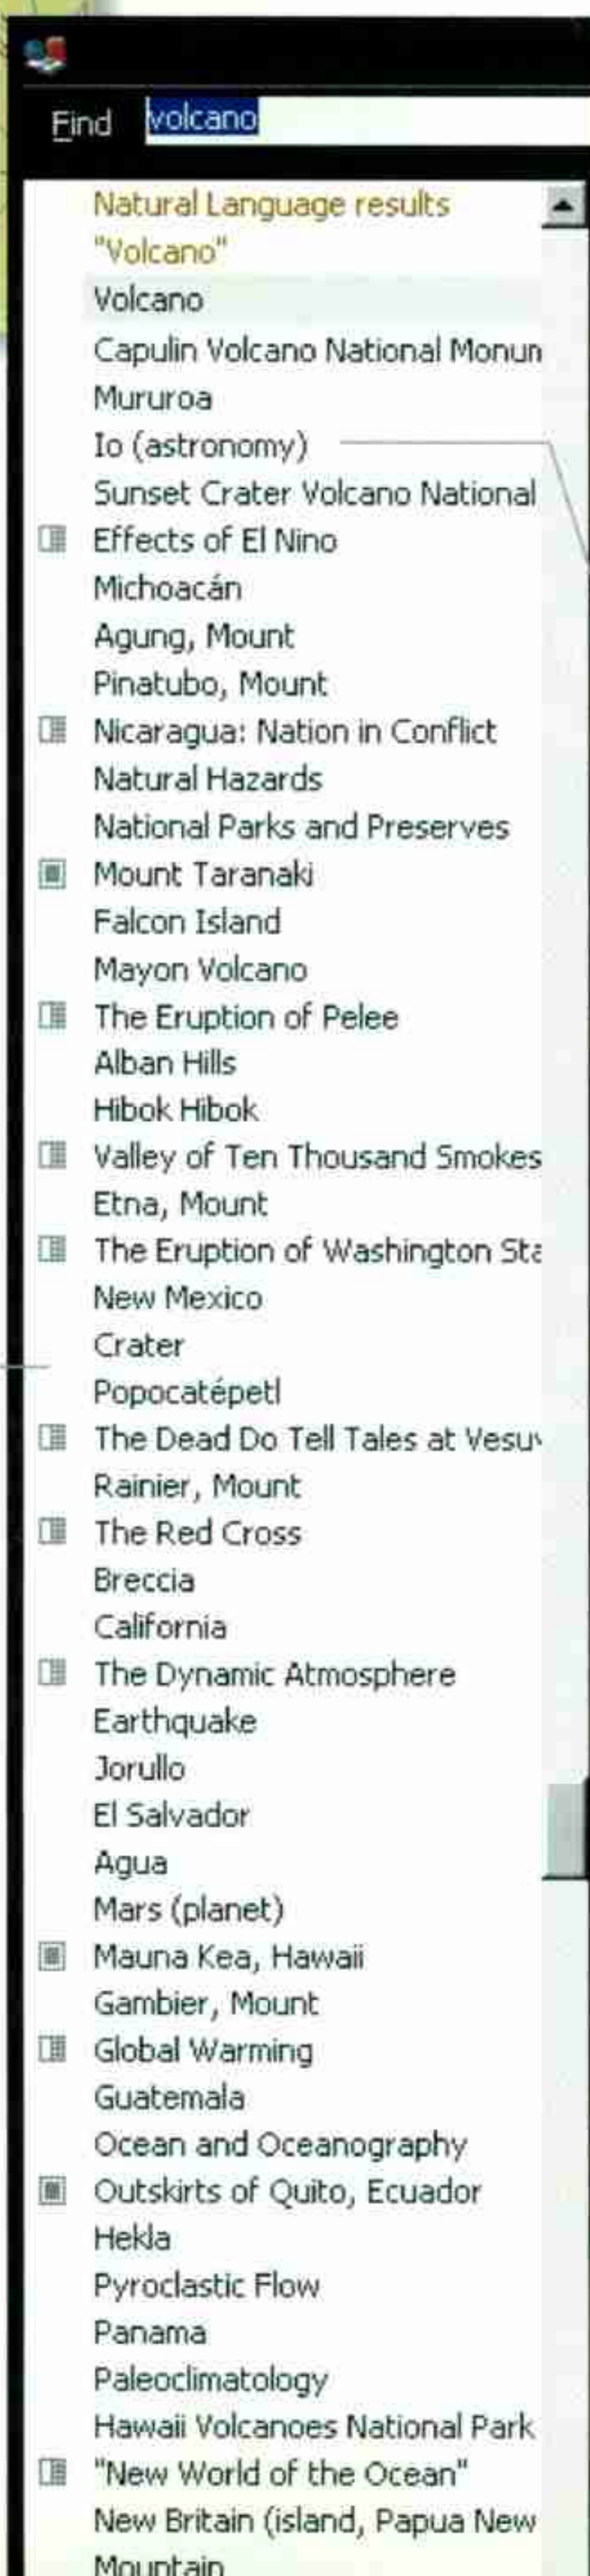 Find volcano
Natural Language results
"Volcano"
Volcano
Capulin Volcano National Monum
Mururoa
Io (astronomy)
Sunset Crater Volcano National
Effects of El Nino
Michoacán
Agung, Mount
Pinatubo, Mount
Nicaragua: Nation in Conflict
Natural Hazards
National Parks and Preserves
Mount Taranaki
Falcon Island
Mayon Volcano
The Eruption of Pelee
Alban Hills
Hibok Hibok
Valley of Ten Thousand Smokes
Etna, Mount
The Eruption of Washington Sta
New Mexico
Crater
Popocatépetl
The Dead Do Tell Tales at Vesuv
Rainier, Mount
The Red Cross
Breccia
California
The Dynamic Atmosphere
Earthquake
Jorullo
El Salvador
Agua
Mars (planet)
Mauna Kea, Hawaii
Gambier, Mount
Global Warming
Guatemala
Ocean and Oceanography
Outskirts of Quito, Ecuador
Hekla
Pyroclastic Flow
Panama
Paleoclimatology
Hawaii Volcanoes National Park
"New World of the Ocean"
New Britain (island, Papua New
Mountain